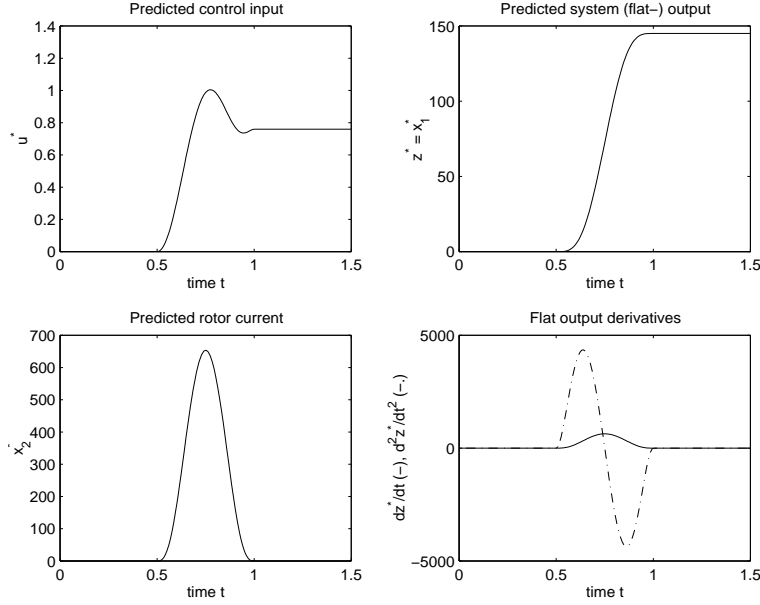 Predicted control input
1.4
1.2
1
0.8
0.6
0.4
0.2
0
u*
0 0.5 1 1.5
time t
Predicted system (flat−) output
150
100
50
0
z* = x1*
0 0.5 1 1.5
time t
Predicted rotor current
700
600
500
400
300
200
100
0
x2
0 0.5 1 1.5
time t
Flat output derivatives
5000
0
−5000
dz*/dt (−), d2z*/dt2 (−.
0 0.5 1 1.5
time t